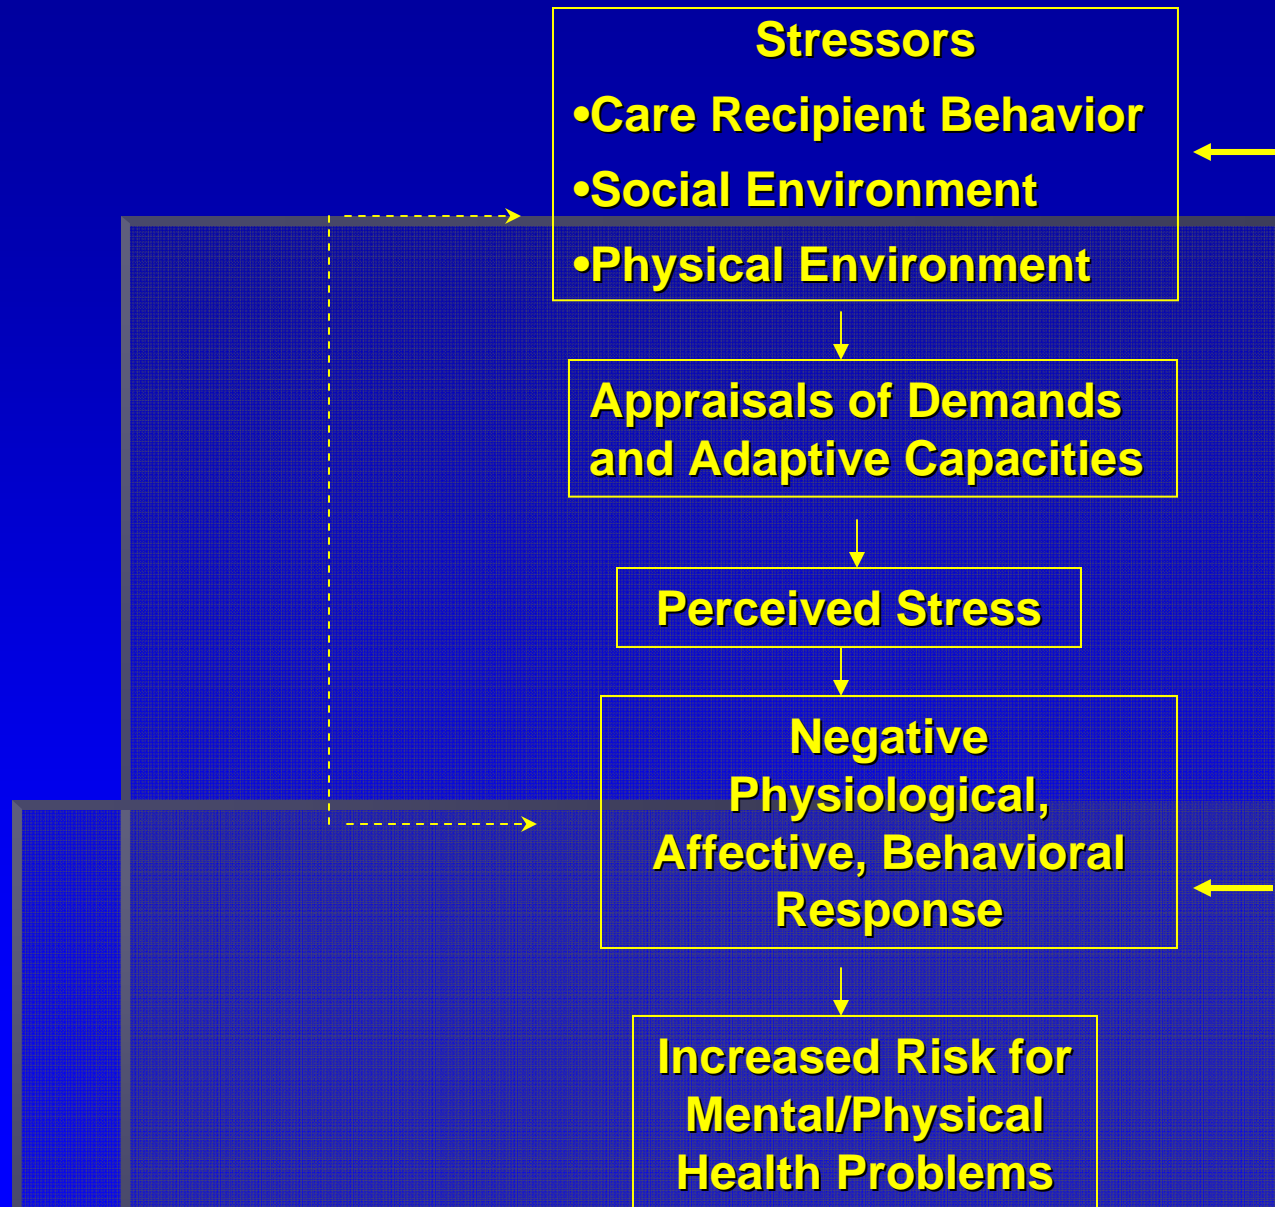 Stressors
•Care Recipient Behavior
•Social Environment
•Physical Environment
Appraisals of Demands
and Adaptive Capacities
Perceived Stress
Negative
Physiological,
Affective, Behavioral
Response
Increased Risk for
Mental/Physical
Health Problems